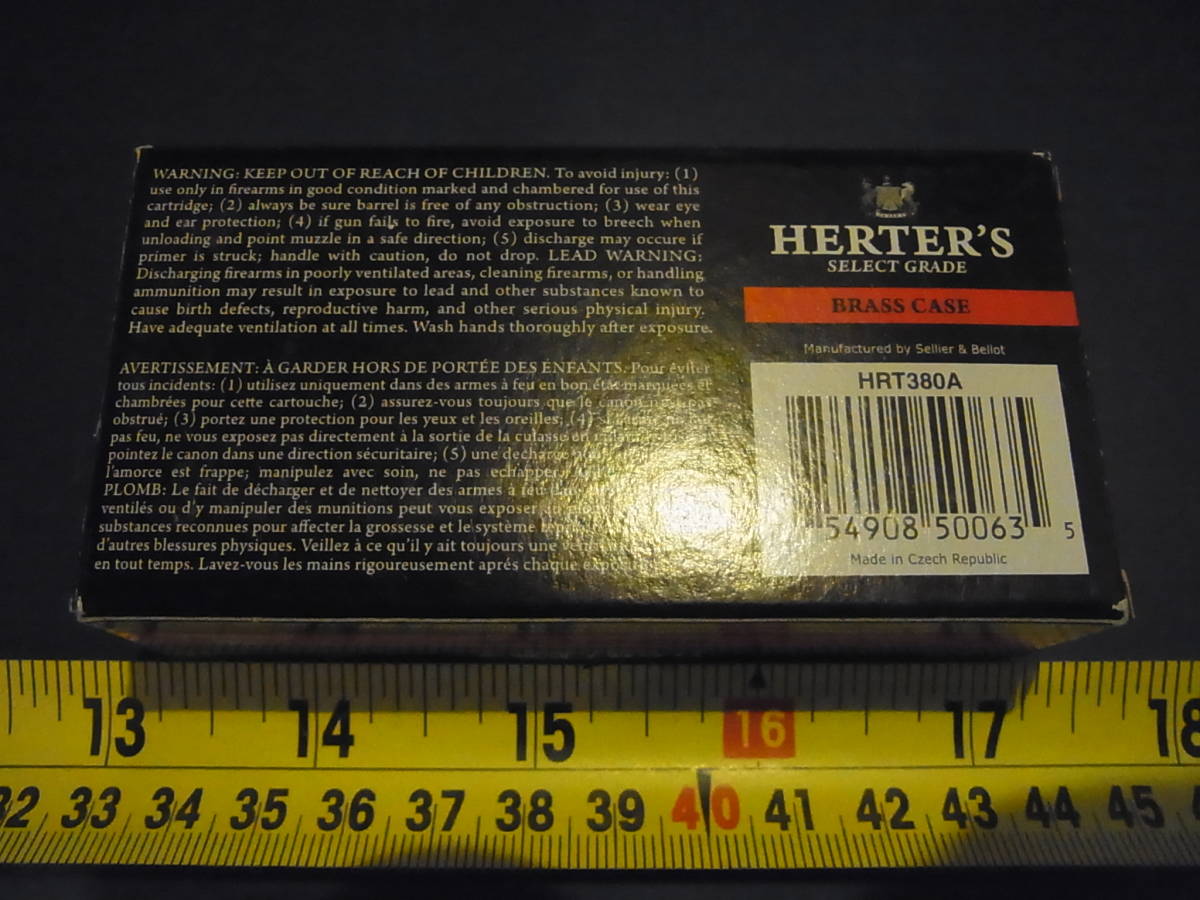 WARNING: KEEP OUT OF REACH OF CHILDREN. To avoid injury: (1)
use only in firearms in good condition marked and chambered for use of this
cartridge; (2) always be sure barrel is free of any obstruction; (3) wear eye
and ear protection; (4) if gun fails to fire, avoid exposure to breech when
unloading and point muzzle in a safe direction; (5) discharge may occur if
primer is struck; handle with caution, do not drop. LEAD WARNING:
Discharging firearms in poorly ventilated areas, cleaning firearms, or handling
ammunition may result in exposure to lead and other substances known to
cause birth defects, reproductive harm, and other serious physical injury.
Have adequate ventilation at all times. Wash hands thoroughly after exposure.
AVERTISSEMENT: À GARDER HORS DE PORTÉE DES ENFANTS. Pour éviter
tous incidents: (1) utilisez uniquement dans des armes à feu en bon état marquées et
chambrées pour cette cartouche; (2) assurez-vous toujours que le canon n'est pas
obstrué; (3) portez une protection pour les yeux et les oreilles; (4)
pas feu, ne vous exposez pas directement à la sortie de la culasse en
pointez le canon dans une direction sécuritaire; (5) une décharge
l'amorce est frappe; manipulez avec soin, ne pas echapper.
PLOMB: Le fait de décharger et de nettoyer des armes à feu
ventilés ou d'y manipuler des munitions peut vous exposer
substances reconnues pour affecter la grossesse et le système
d'autres blessures physiques. Veillez à ce qu'il y ait toujours une
en tout temps. Lavez-vous les mains rigoureusement aprés chaque
HERTER'S
SELECT GRADE
BRASS CASE
Manufactured by Sellier & Bellot
HRT380A
54908 50063 5
Made in Czech Republic
13 14 15 16 17 18
32 33 34 35 36 37 38 39 40 41 42 43 44 45